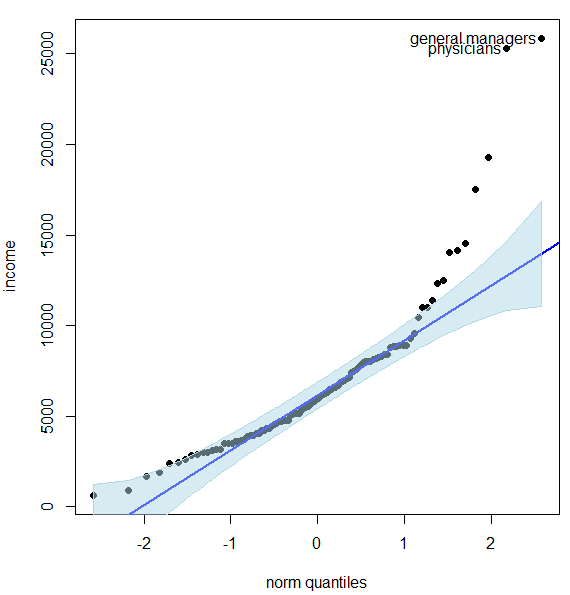 general.managers
physicians
25000
20000
15000
10000
5000
0
income
-2 -1 0 1 2
norm quantiles